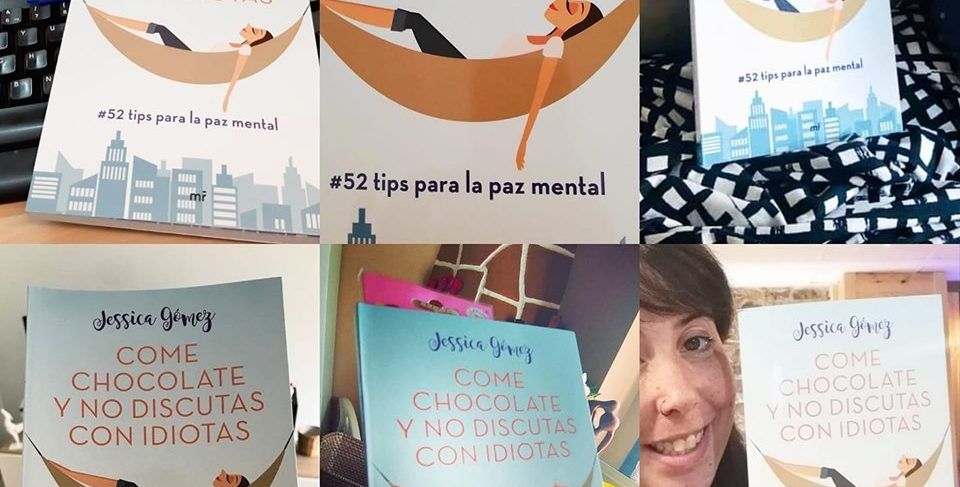 #52 tips para la paz mental
mr
#52 tips para la paz mental
#52 tips para la paz mental
mr
Jessica Gómez
COME
CHOCOLATE
Y NO DISCUTAS
CON IDIOTAS
Jessica Gómez
COME
CHOCOLATE
Y NO DISCUTAS
CON IDIOTAS
Jessica Gómez
COME
CHOCOLATE
Y NO DISCUTAS
CON IDIOTAS